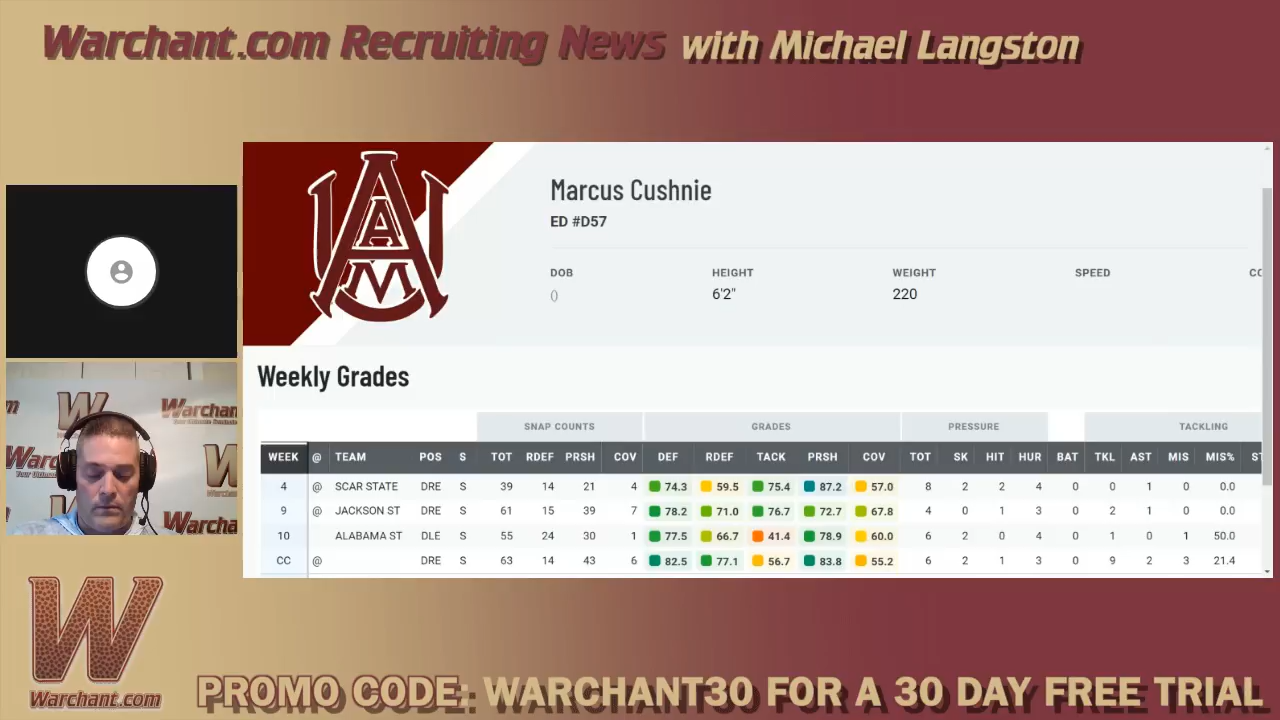 Warchant.com Recruiting News with Michael Langston
AAM
Marcus Cushnie
ED #D57
DOB HEIGHT WEIGHT SPEED
() 6'2" 220
Weekly Grades
SNAP COUNTS GRADES PRESSURE TACKLING
WEEK @ TEAM POS S TOT RDEF PRSH COV DEF RDEF TACK PRSH COV TOT SK HIT HUR BAT TKL AST MIS MIS%
4 @ SCAR STATE DRE S 39 14 21 4 74.3 59.5 75.4 87.2 57.0 8 2 2 4 0 0 1 0 0.0
9 @ JACKSON ST DRE S 61 15 39 7 78.2 71.0 76.7 72.7 67.8 4 0 1 3 0 2 1 0 0.0
10 ALABAMA ST DLE S 55 24 30 1 77.5 66.7 41.4 78.9 60.0 6 2 0 4 0 1 0 1 50.0
CC @ DRE S 63 14 43 6 82.5 77.1 56.7 83.8 55.2 6 2 1 3 0 9 2 3 21.4
Warchan
Warchant.com
PROMO CODE: WARCHANT30 FOR A 30 DAY FREE TRIAL